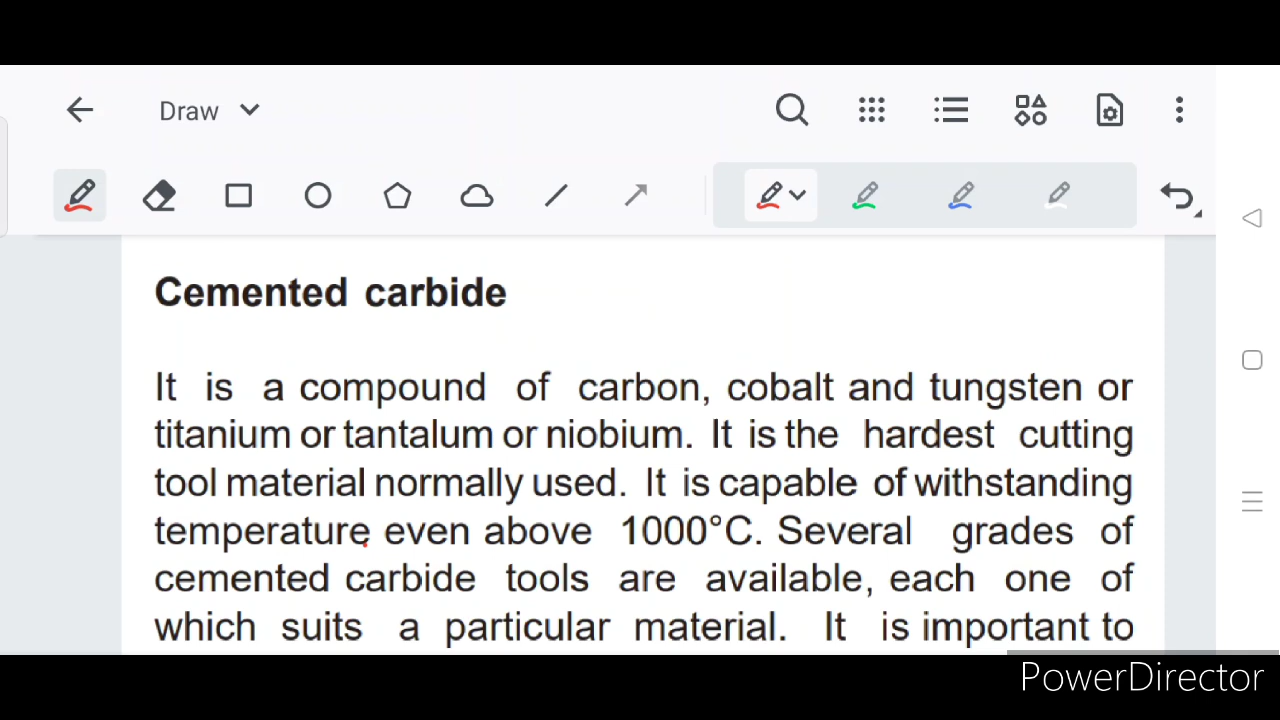 Draw
Cemented carbide
It is a compound of carbon, cobalt and tungsten or
titanium or tantalum or niobium. It is the hardest cutting
tool material normally used. It is capable of withstanding
temperature even above 1000°C. Several grades of
cemented carbide tools are available, each one of
which suits a particular material. It is important to
PowerDirector